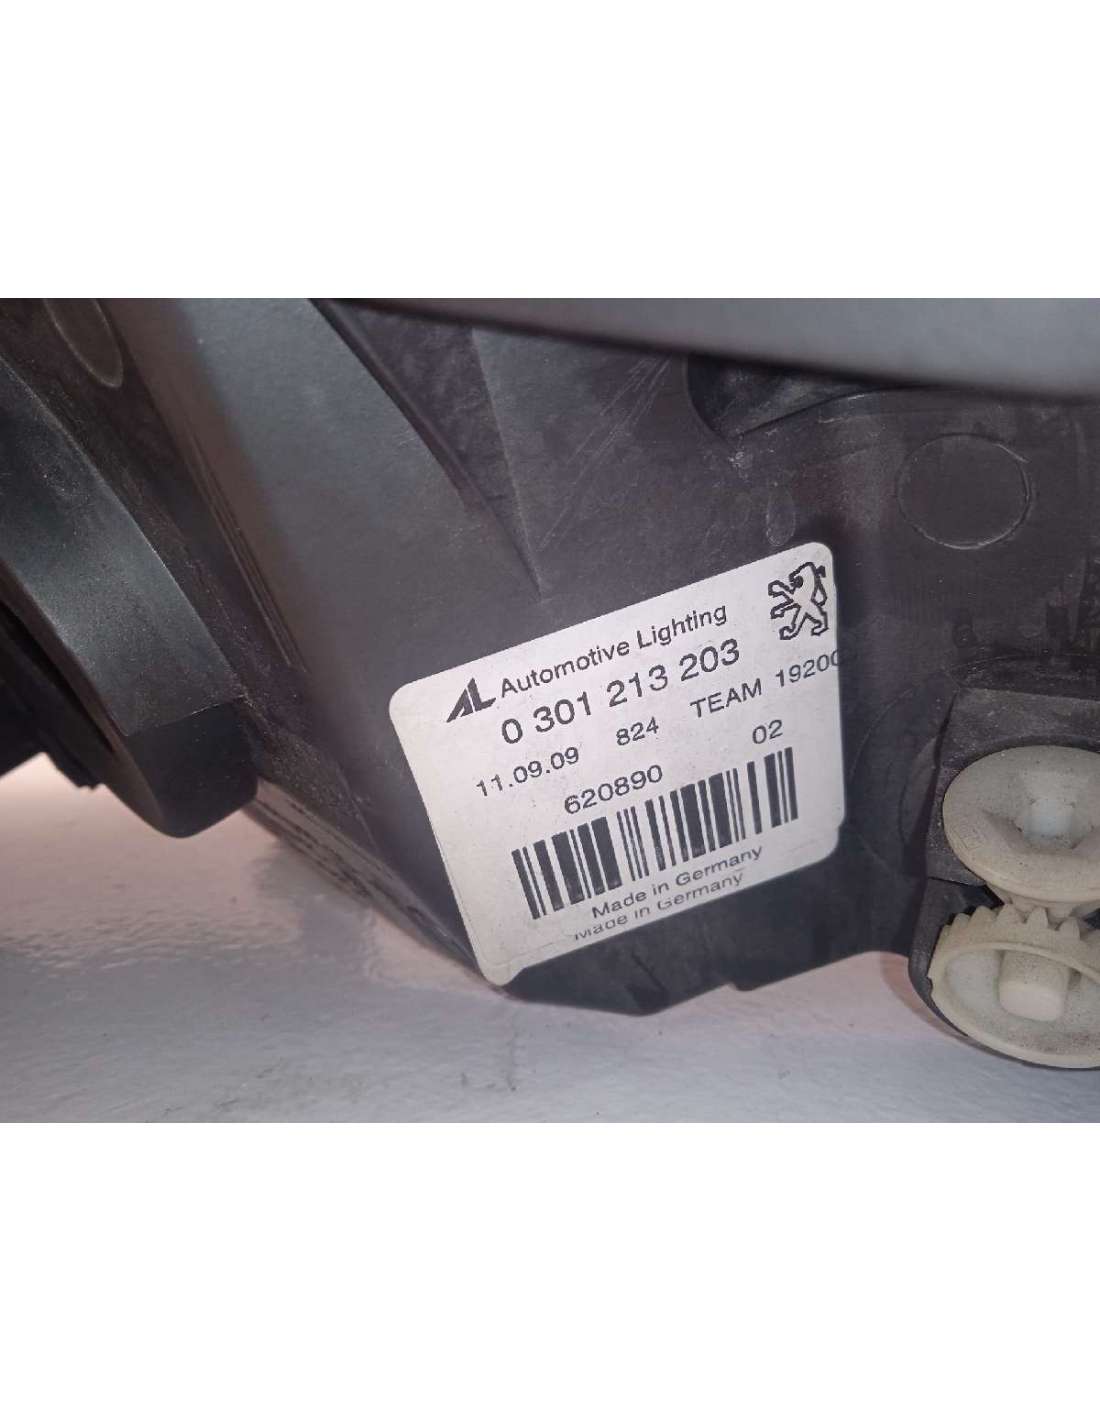 AL Automotive Lighting
0 301 213 203
11.09.09 824 TEAM 1920
620890 02
Made in Germany
Made in Germany